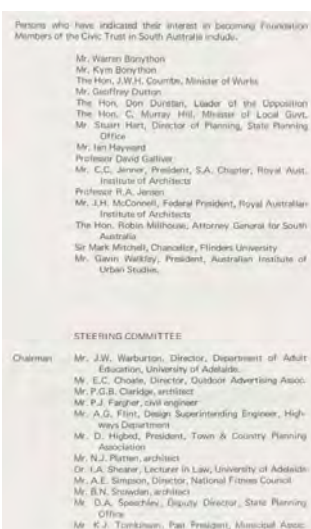 Persons who have indicated their interest in becoming Foundation
Members of the Civic Trust in South Australia include.
Mr. Warren Bonython
Mr. Kym Bonython
The Hon. J.W.H. Coumbe, Minister of Works
Mr. Geoffrey Dutton
The Hon. Don Dunstan, Leader of the Opposition
The Hon. C. Murray Hill, Minister of Local Govt.
Mr. Stuart Hart, Director of Planning, State Planning
Office
Mr. Ian Hayward
Professor David Galliver
Mr. C.C. Jenner, President, S.A. Chapter, Royal Aust.
Institute of Architects
Professor R.A. Jensen
Mr. J.H. McConnell, Federal President, Royal Australian
Institute of Architects
The Hon. Robin Millhouse, Attorney General for South
Australia
Sir Mark Mitchell, Chancellor, Flinders University
Mr. Gavin Walkley, President, Australian Institute of
Urban Studies.
STEERING COMMITTEE
Chairman Mr. J.W. Warburton, Director, Department of Adult
Education, University of Adelaide.
Mr. E.C. Choate, Director, Outdoor Advertising Assoc.
Mr. P.G.B. Claridge, architect
Mr. P.J. Fargher, civil engineer
Mr. A.G. Flint, Design Superintending Engineer, High-
ways Department
Mr. D. Highed, President, Town & Country Planning
Association
Mr. N.J. Platten, architect
Dr. I.A. Shearer, Lecturer in Law, University of Adelaide
Mr. A.E. Simpson, Director, National Fitness Council
Mr. B.N. Snowden, architect
Mr. D.A. Speechley, Deputy Director, State Planning
Office
Mr. K.J. Tomkinson, Past President, Municipal Assoc.